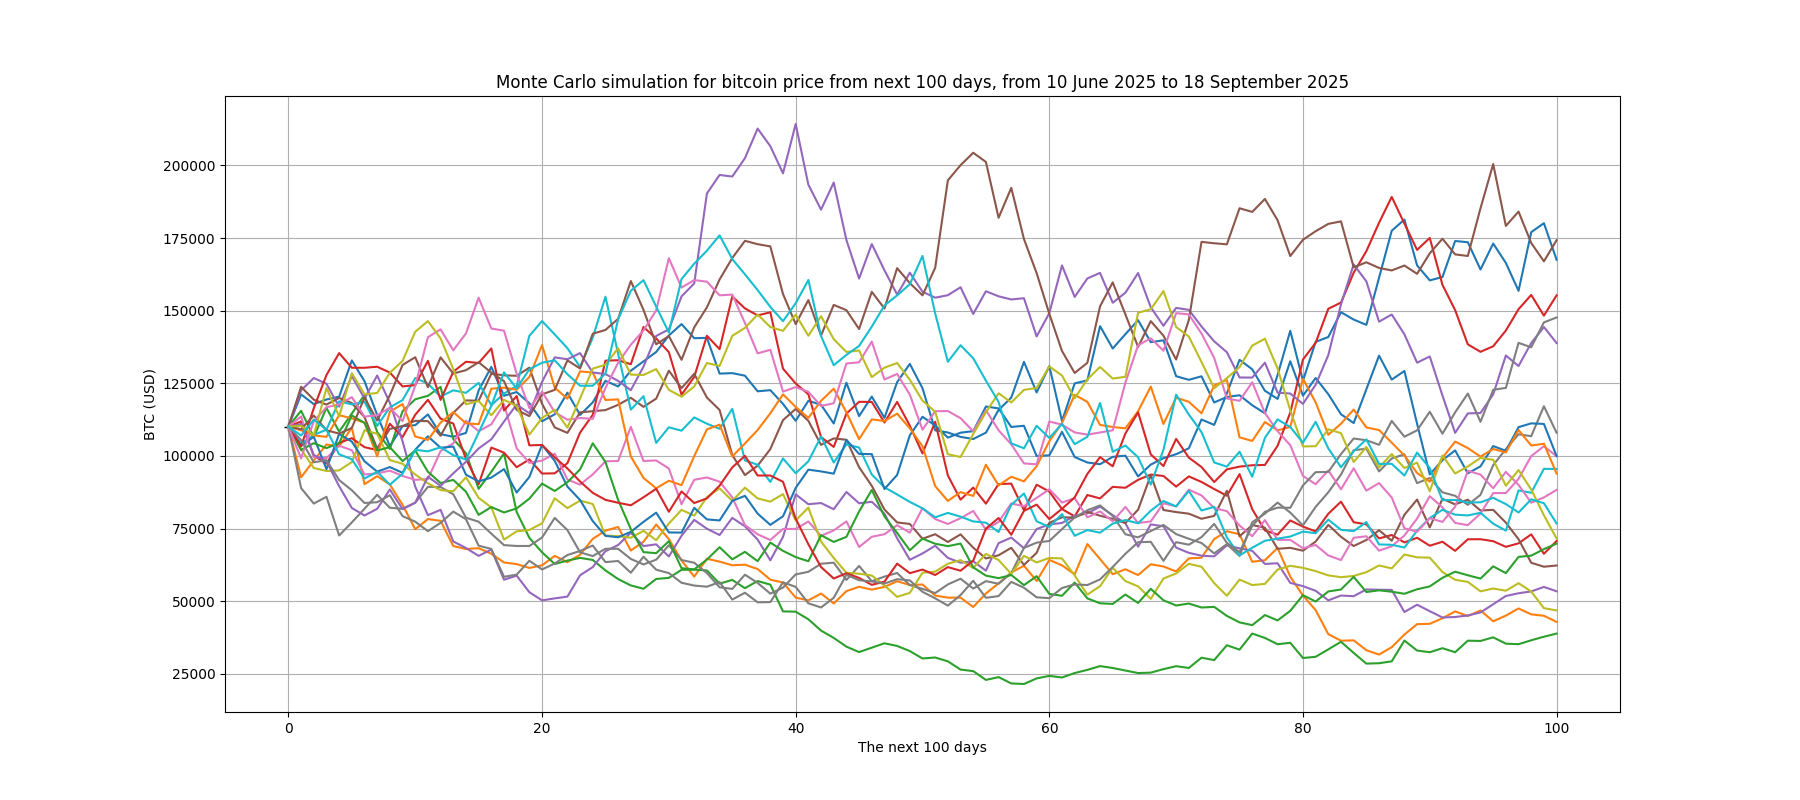 Monte Carlo simulation for bitcoin price from next 100 days, from 10 June 2025 to 18 September 2025
200000
175000
150000
125000
100000
75000
50000
25000
BTC (USD)
0 20 40 60 80 100
The next 100 days